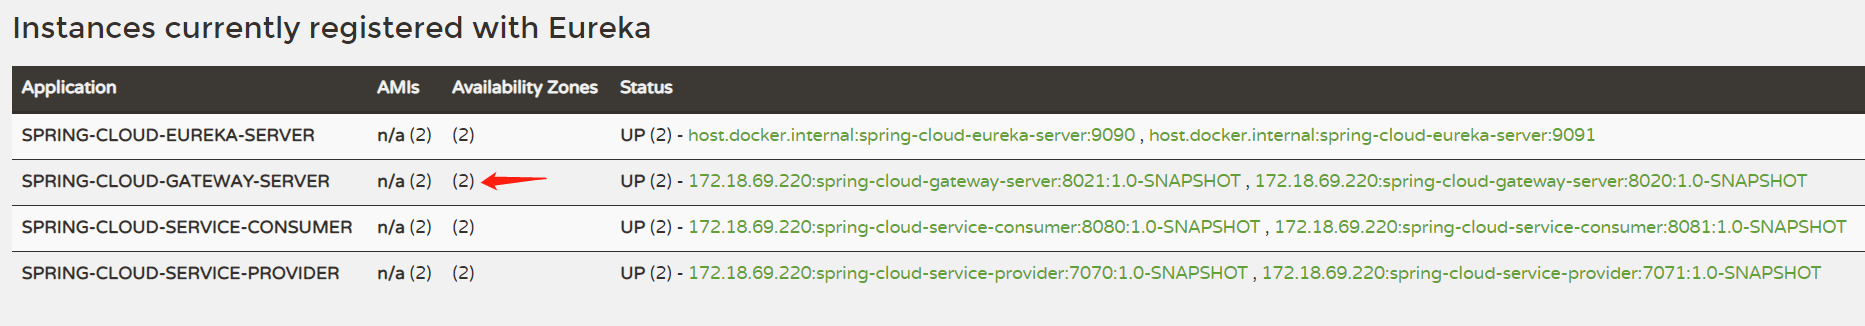 Instances currently registered with Eureka
Application AMIs Availability Zones Status
SPRING-CLOUD-EUREKA-SERVER n/a (2) (2) UP (2) - host.docker.internal:spring-cloud-eureka-server:9090 , host.docker.internal:spring-cloud-eureka-server:9091
SPRING-CLOUD-GATEWAY-SERVER n/a (2) (2) UP (2) - 172.18.69.220:spring-cloud-gateway-server:8021:1.0-SNAPSHOT , 172.18.69.220:spring-cloud-gateway-server:8020:1.0-SNAPSHOT
SPRING-CLOUD-SERVICE-CONSUMER n/a (2) (2) UP (2) - 172.18.69.220:spring-cloud-service-consumer:8080:1.0-SNAPSHOT , 172.18.69.220:spring-cloud-service-consumer:8081:1.0-SNAPSHOT
SPRING-CLOUD-SERVICE-PROVIDER n/a (2) (2) UP (2) - 172.18.69.220:spring-cloud-service-provider:7070:1.0-SNAPSHOT , 172.18.69.220:spring-cloud-service-provider:7071:1.0-SNAPSHOT